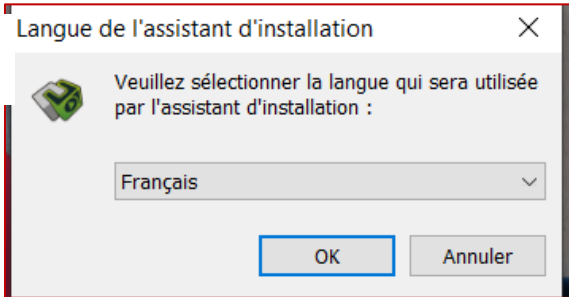 Langue de l'assistant d'installation
Veuillez sélectionner la langue qui sera utilisée
par l'assistant d'installation :
Français
OK Annuler